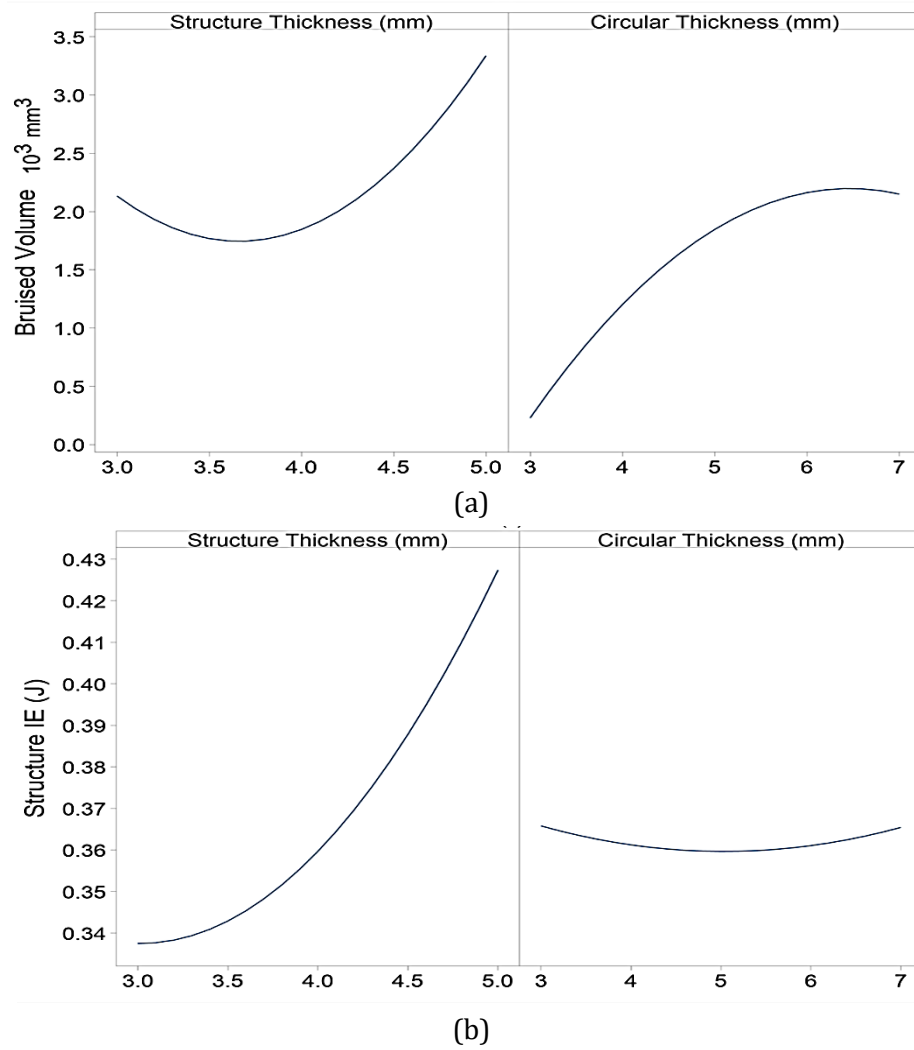 Structure Thickness (mm) Circular Thickness (mm)
Bruised Volume 10³ mm³
3.5
3.0
2.5
2.0
1.5
1.0
0.5
0.0
3.0 3.5 4.0 4.5 5.0 3 4 5 6 7
(a)
Structure Thickness (mm) Circular Thickness (mm)
Structure IE (J)
0.43
0.42
0.41
0.40
0.39
0.38
0.37
0.36
0.35
0.34
3.0 3.5 4.0 4.5 5.0 3 4 5 6 7
(b)